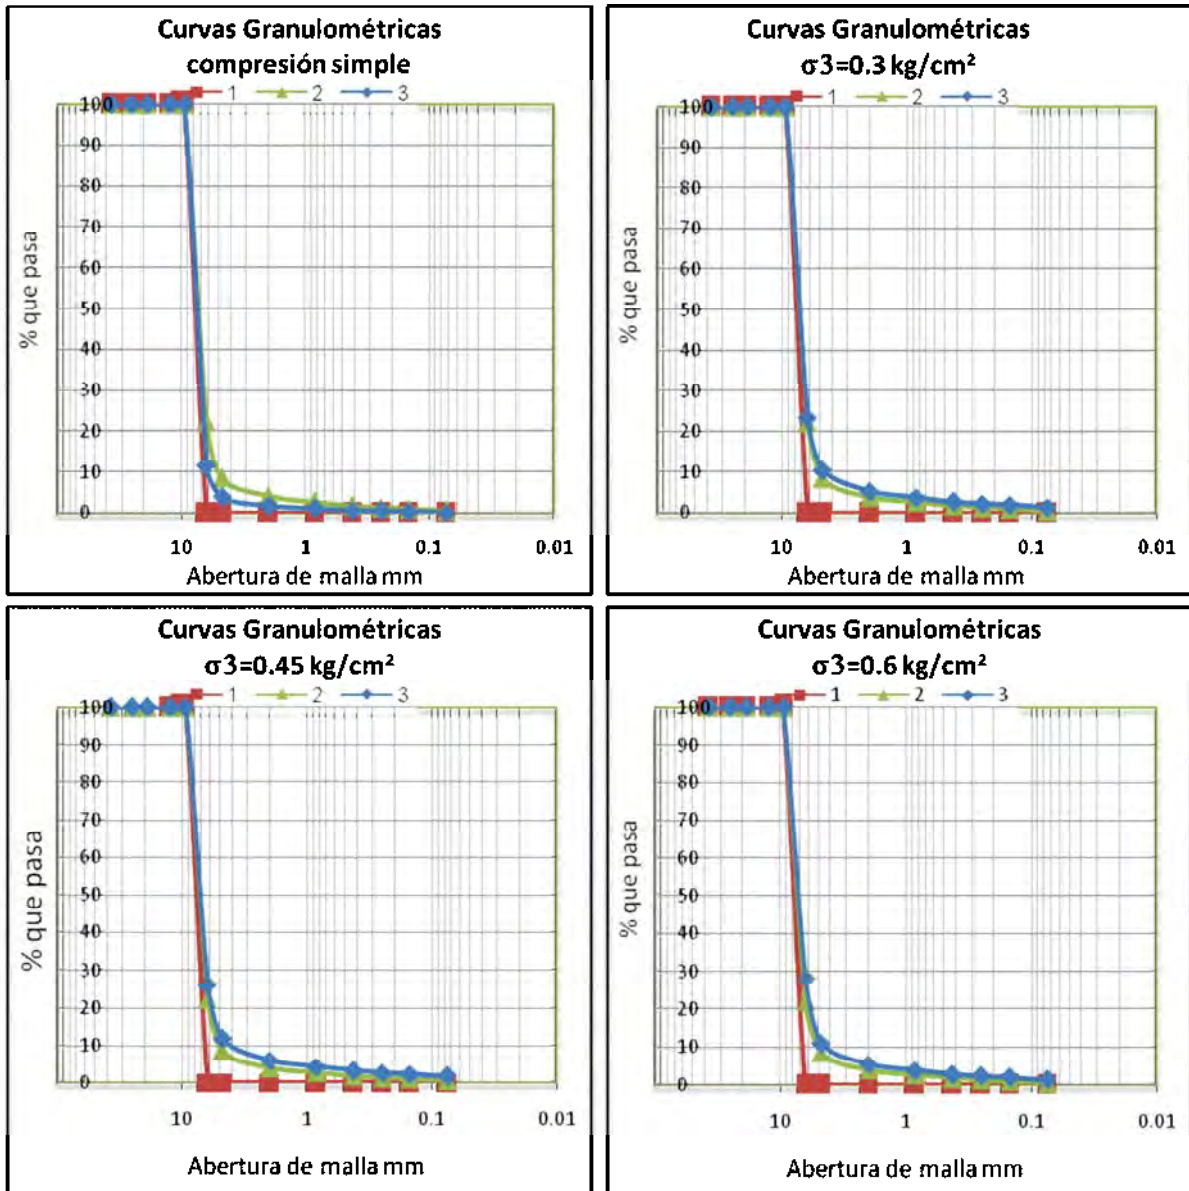 Curvas Granulométricas
compresión simple
1 2 3
100
90
80
70
60
50
40
30
20
10
0
% que pasa
10 1 0.1 0.01
Abertura de malla mm
Curvas Granulométricas
σ3=0.3 kg/cm²
1 2 3
100
90
80
70
60
50
40
30
20
10
0
% que pasa
10 1 0.1 0.01
Abertura de malla mm
Curvas Granulométricas
σ3=0.45 kg/cm²
1 2 3
100
90
80
70
60
50
40
30
20
10
0
% que pasa
10 1 0.1 0.01
Abertura de malla mm
Curvas Granulométricas
σ3=0.6 kg/cm²
1 2 3
100
90
80
70
60
50
40
30
20
10
0
% que pasa
10 1 0.1 0.01
Abertura de malla mm